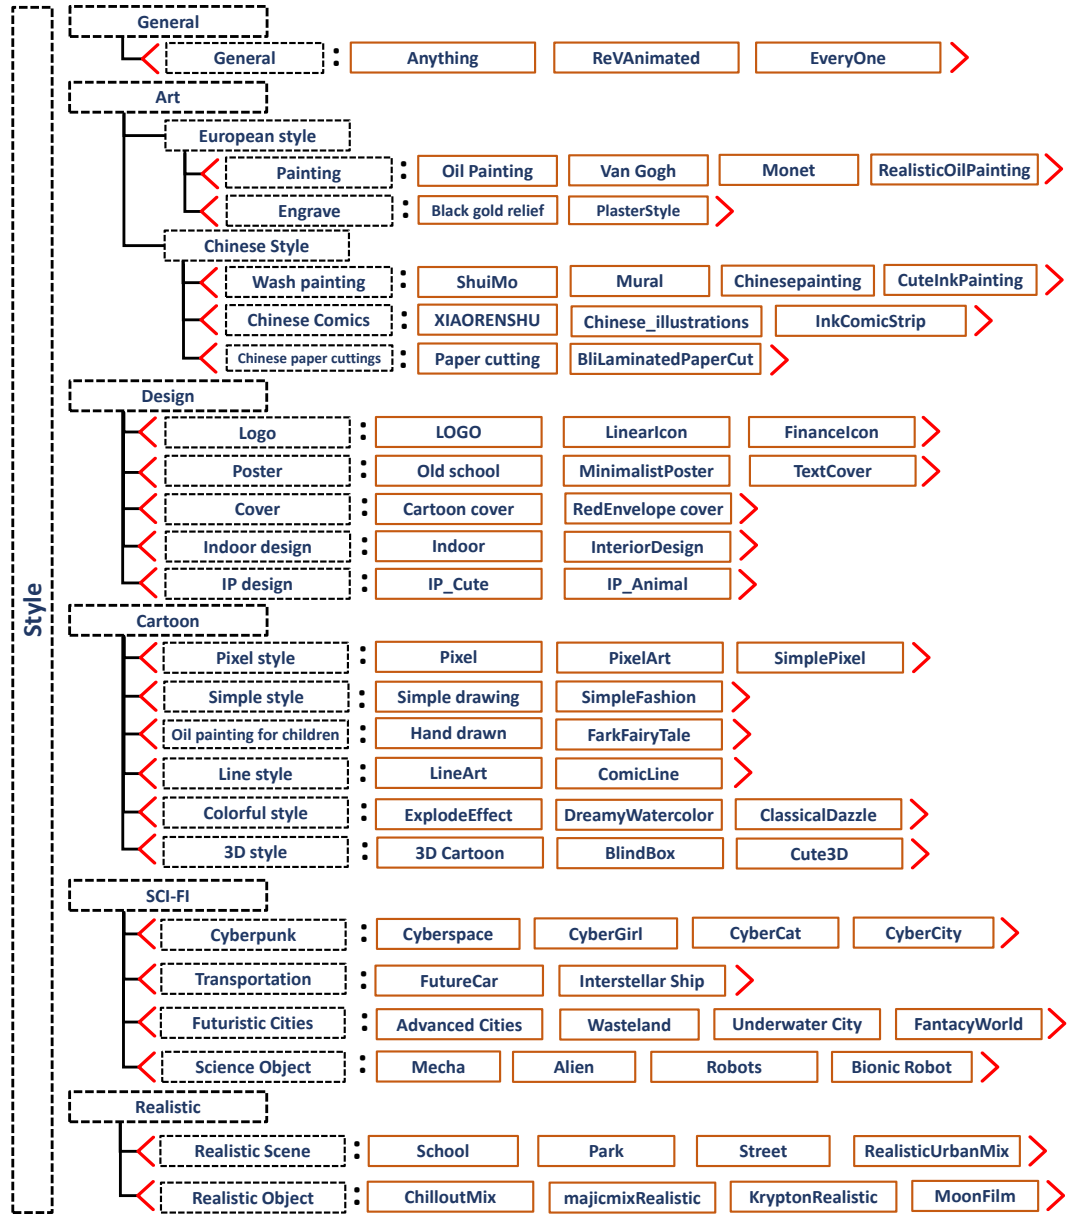 Style
General
General : Anything ReVAnimated EveryOne
Art
European style
Painting : Oil Painting Van Gogh Monet RealisticOilPainting
Engrave : Black gold relief PlasterStyle
Chinese Style
Wash painting : ShuiMo Mural Chinesepainting CuteInkPainting
Chinese Comics : XIAORENSHU Chinese_illustrations InkComicStrip
Chinese paper cuttings : Paper cutting BliLaminatedPaperCut
Design
Logo : LOGO LinearIcon FinanceIcon
Poster : Old school MinimalistPoster TextCover
Cover : Cartoon cover RedEnvelope cover
Indoor design : Indoor InteriorDesign
IP design : IP_Cute IP_Animal
Cartoon
Pixel style : Pixel PixelArt SimplePixel
Simple style : Simple drawing SimpleFashion
Oil painting for children : Hand drawn FarkFairyTale
Line style : LineArt ComicLine
Colorful style : ExplodeEffect DreamyWatercolor ClassicalDazzle
3D style : 3D Cartoon BlindBox Cute3D
SCI-FI
Cyberpunk : Cyberspace CyberGirl CyberCat CyberCity
Transportation : FutureCar Interstellar Ship
Futuristic Cities : Advanced Cities Wasteland Underwater City FantacyWorld
Science Object : Mecha Alien Robots Bionic Robot
Realistic
Realistic Scene : School Park Street RealisticUrbanMix
Realistic Object : ChilloutMix majicmixRealistic KryptonRealistic MoonFilm